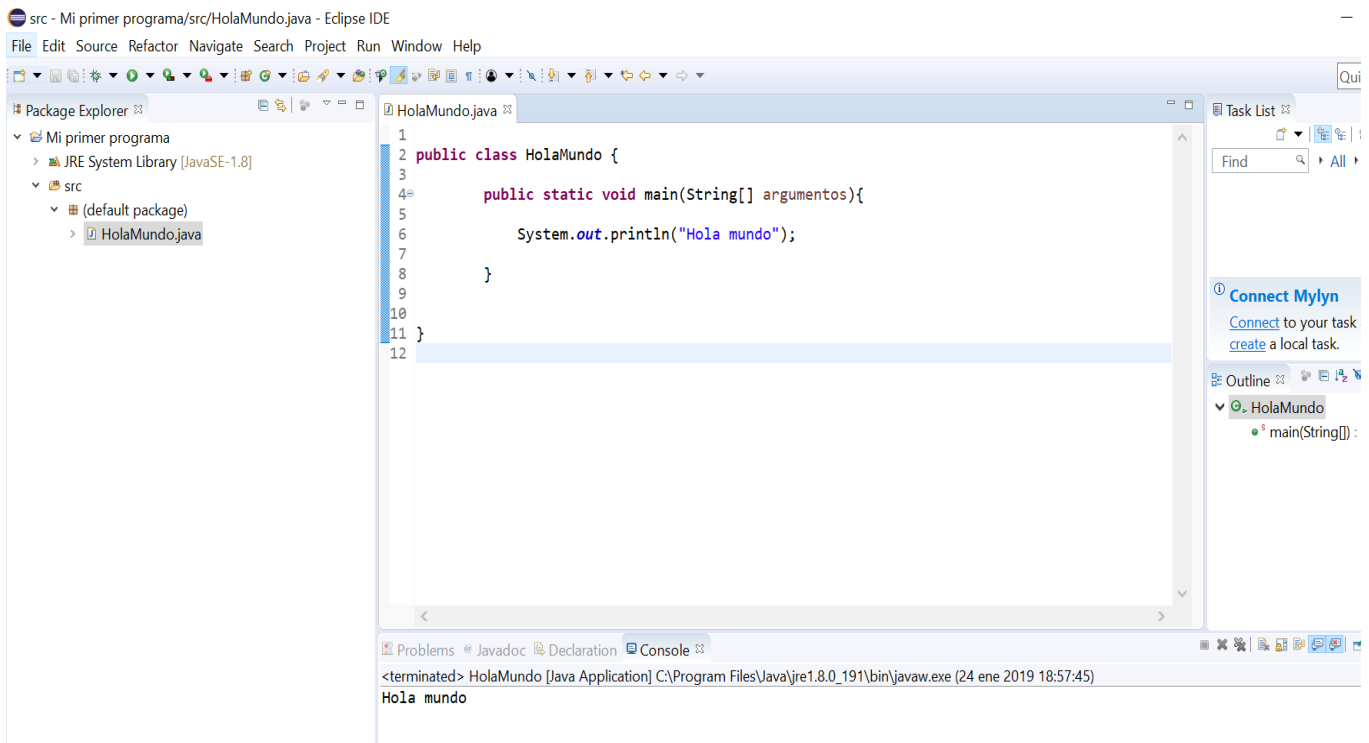 src - Mi primer programa/src/HolaMundo.java - Eclipse IDE
File Edit Source Refactor Navigate Search Project Run Window Help
Package Explorer
Mi primer programa
JRE System Library [JavaSE-1.8]
src
(default package)
HolaMundo.java
HolaMundo.java
1
2 public class HolaMundo {
3
4 public static void main(String[] argumentos){
5
6 System.out.println("Hola mundo");
7
8 }
9
10
11 }
12
Qui
Task List
Find All
Connect Mylyn
Connect to your task
create a local task.
Outline
HolaMundo
main(String[]) :
Problems Javadoc Declaration Console
<terminated> HolaMundo [Java Application] C:\Program Files\Java\jre1.8.0_191\bin\javaw.exe (24 ene 2019 18:57:45)
Hola mundo